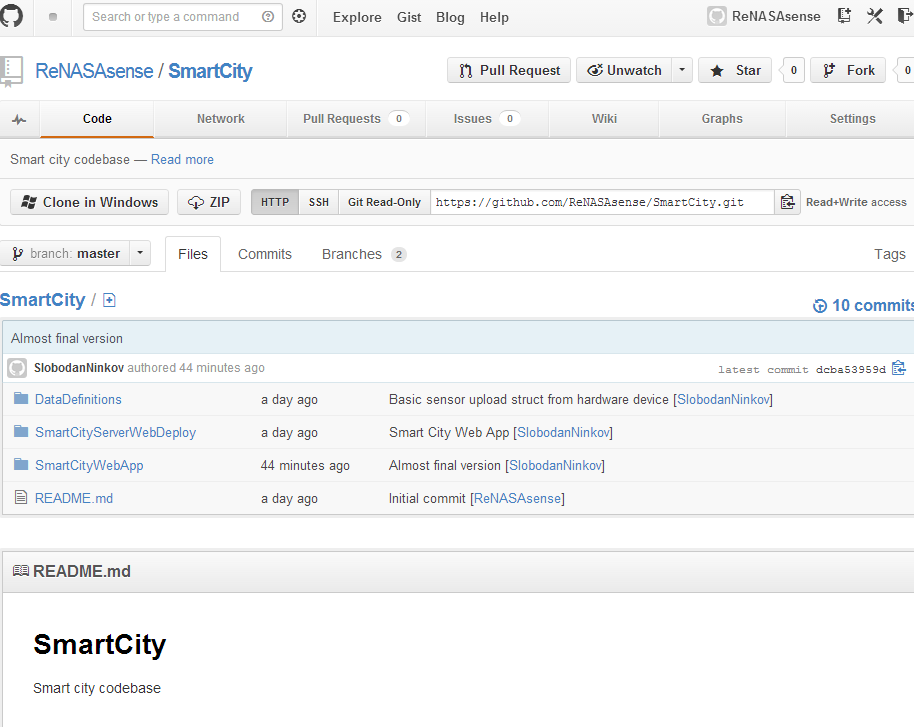 Search or type a command Explore Gist Blog Help ReNASAsense
ReNASAsense / SmartCity Pull Request Unwatch Star 0 Fork 0
Code Network Pull Requests 0 Issues 0 Wiki Graphs Settings
Smart city codebase — Read more
Clone in Windows ZIP HTTP SSH Git Read-Only https://github.com/ReNASAsense/SmartCity.git Read+Write access
branch: master Files Commits Branches 2 Tags
SmartCity / 10 commits
Almost final version
SlobodanNinkov authored 44 minutes ago latest commit dcba53959d
DataDefinitions a day ago Basic sensor upload struct from hardware device [SlobodanNinkov]
SmartCityServerWebDeploy a day ago Smart City Web App [SlobodanNinkov]
SmartCityWebApp 44 minutes ago Almost final version [SlobodanNinkov]
README.md a day ago Initial commit [ReNASAsense]
README.md
SmartCity
Smart city codebase